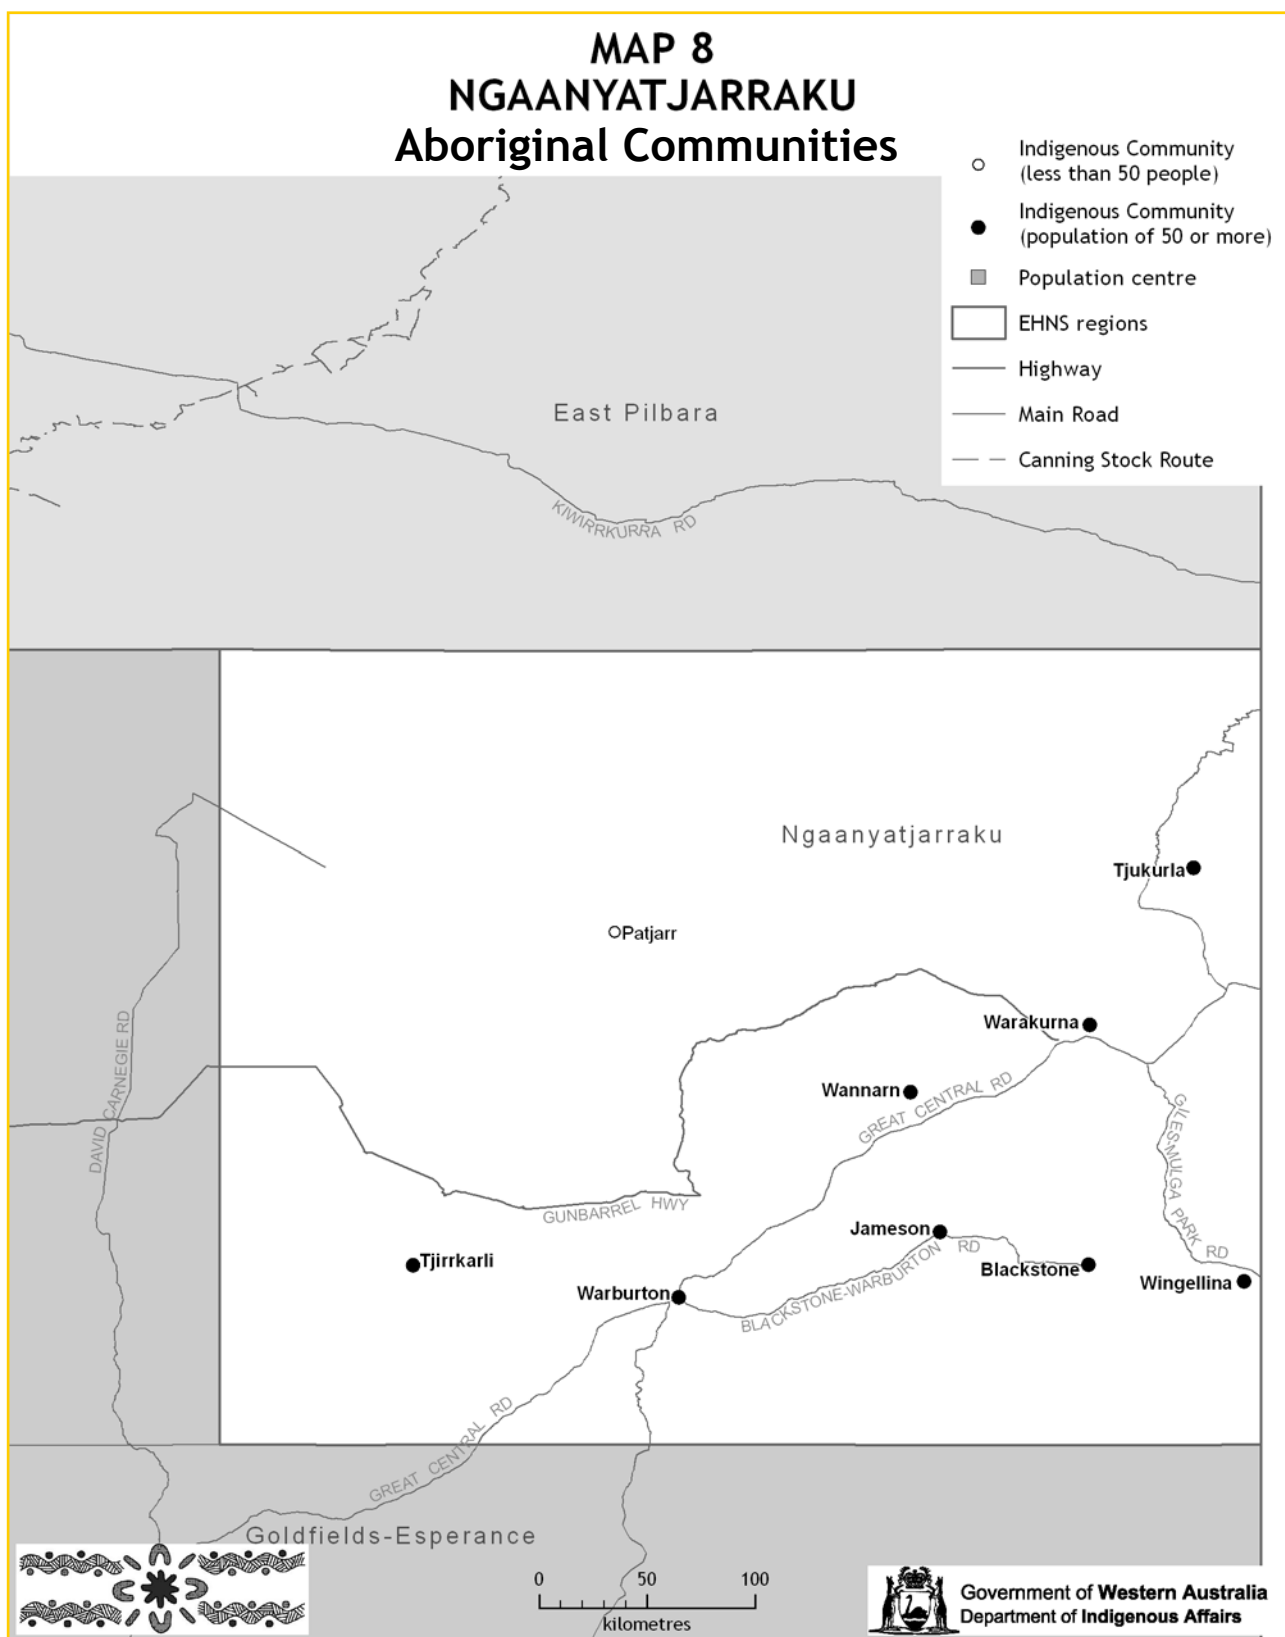 MAP 8
NGAANYATJARRAKU
Aboriginal Communities
Indigenous Community
(less than 50 people)
Indigenous Community
(population of 50 or more)
Population centre
EHNS regions
Highway
Main Road
Canning Stock Route
East Pilbara
KIWIRRKURRA RD
Ngaanyatjarraku
Tjukurla
Patjarr
Warakurna
DAVID CARNEGIE RD
Wannarn
GREAT CENTRAL RD
GILES-MULGA PARK RD
GUNBARREL HWY
Jameson
Tjirrkarli
Blackstone
Wingellina
Warburton
BLACKSTONE-WARBURTON RD
GREAT CENTRAL RD
Goldfields-Esperance
0 50 100
kilometres
Government of Western Australia
Department of Indigenous Affairs